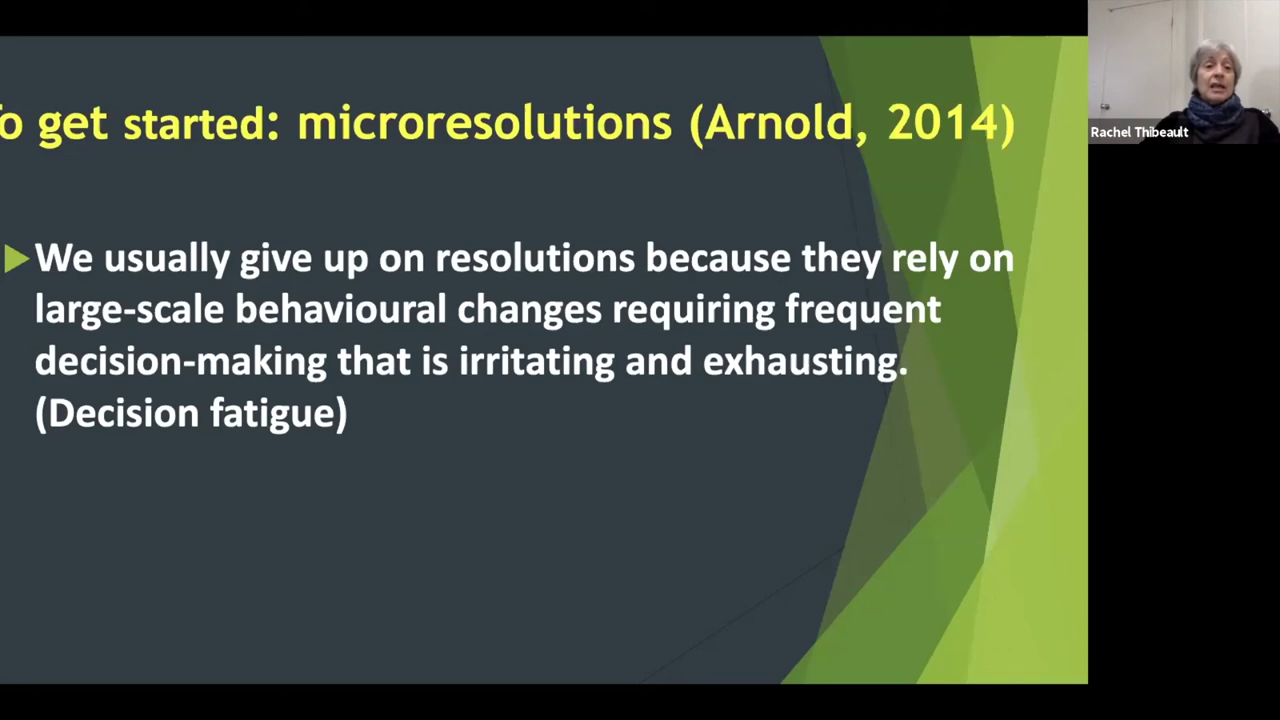 o get started: microresolutions (Arnold, 2014)
Rachel Thibeault
We usually give up on resolutions because they rely on
large-scale behavioural changes requiring frequent
decision-making that is irritating and exhausting.
(Decision fatigue)